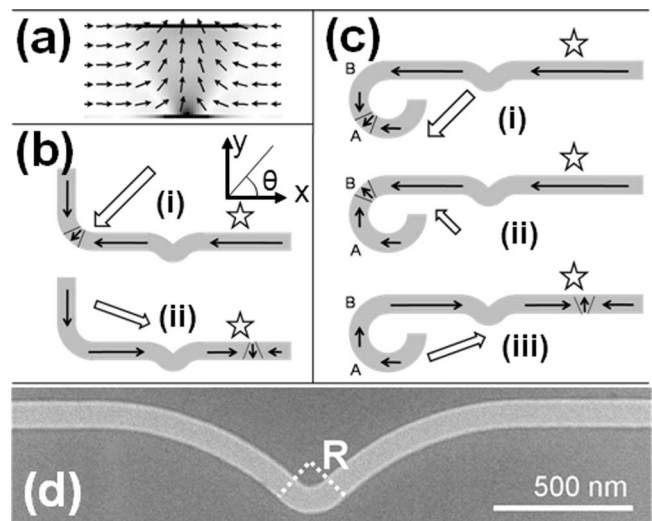 (a)
(b)
y
θ
x
(i)
(ii)
(c)
B
A
(i)
B
A
(ii)
B
A
(iii)
(d)
R
500 nm